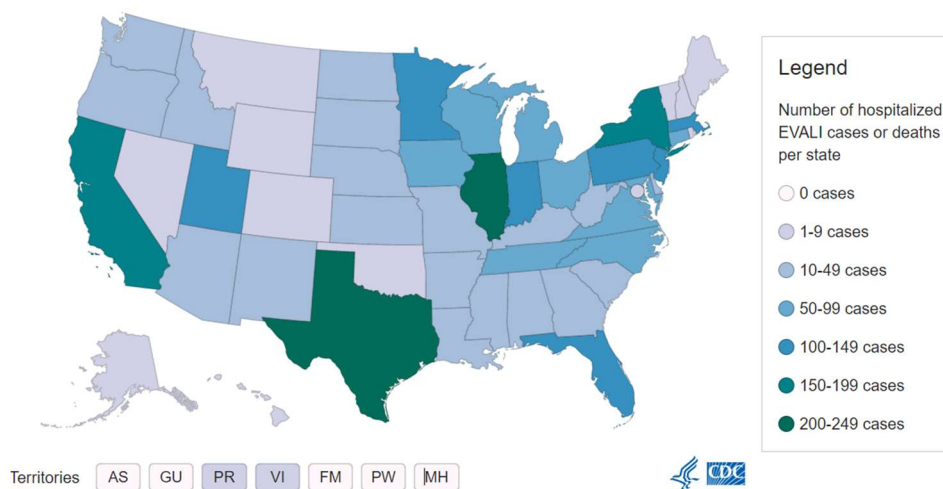 Legend
Number of hospitalized
EVALI cases or deaths
per state
0 cases
1-9 cases
10-49 cases
50-99 cases
100-149 cases
150-199 cases
200-249 cases
Territories AS GU PR VI FM PW MH
CDC